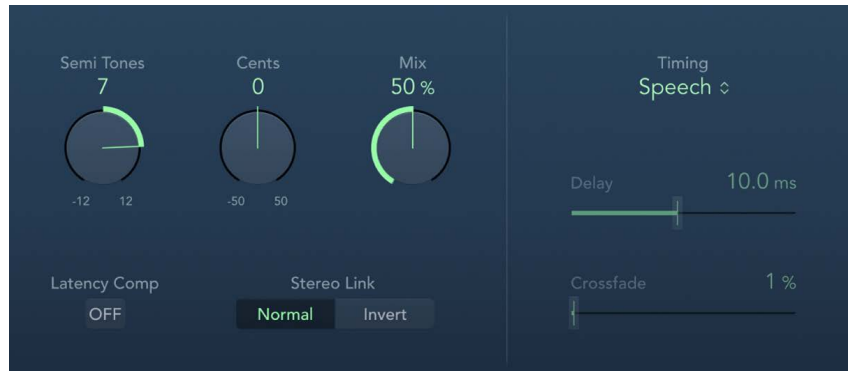 Semi Tones
7
-12 12
Cents
0
-50 50
Mix
50 %
Latency Comp
OFF
Stereo Link
Normal Invert
Timing
Speech
Delay 10.0 ms
Crossfade 1 %